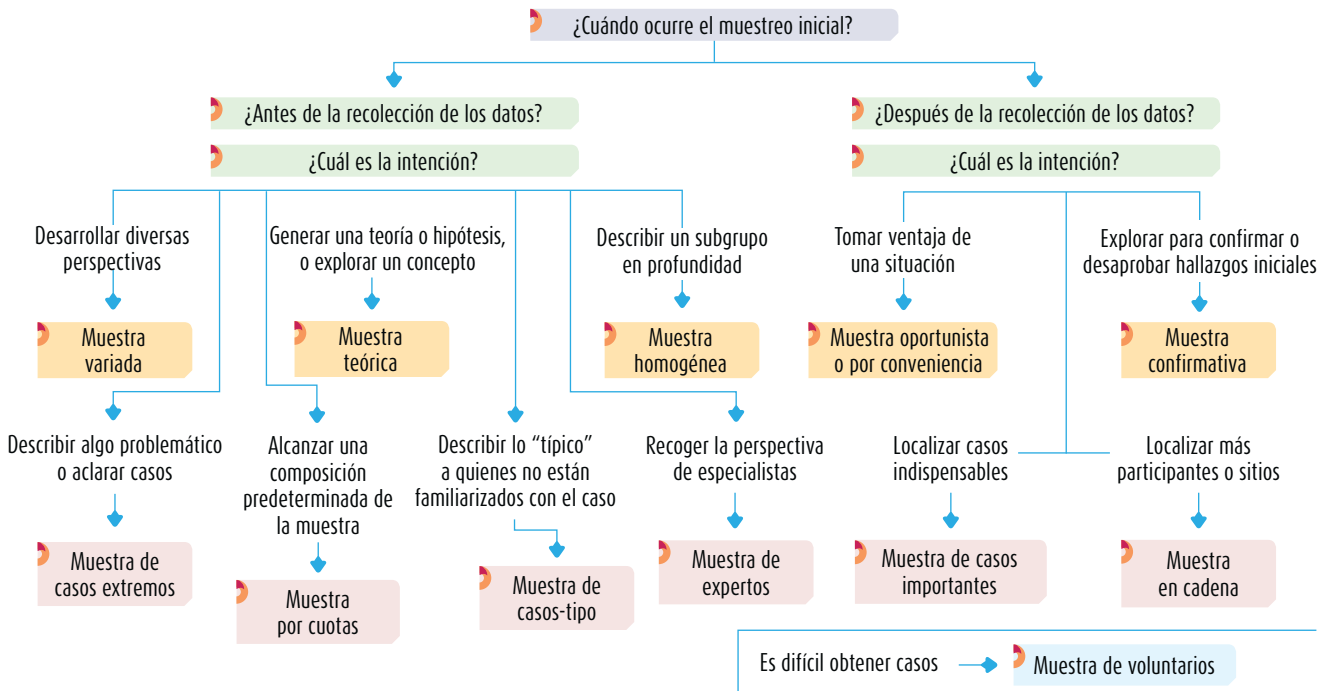 ¿Cuándo ocurre el muestreo inicial?
¿Antes de la recolección de los datos?
¿Cuál es la intención?
¿Después de la recolección de los datos?
¿Cuál es la intención?
Desarrollar diversas
perspectivas
Muestra
variada
Generar una teoría o hipótesis,
o explorar un concepto
Muestra
teórica
Describir un subgrupo
en profundidad
Muestra
homogénea
Tomar ventaja de
una situación
Muestra oportunista
o por conveniencia
Explorar para confirmar o
desaprobar hallazgos iniciales
Muestra
confirmativa
Describir algo problemático
o aclarar casos
Muestra de
casos extremos
Alcanzar una
composición
predeterminada de
la muestra
Muestra
por cuotas
Describir lo “típico”
a quienes no están
familiarizados con el caso
Muestra de
casos-tipo
Recoger la perspectiva
de especialistas
Muestra de
expertos
Localizar casos
indispensables
Muestra de casos
importantes
Localizar más
participantes o sitios
Muestra
en cadena
Es difícil obtener casos
Muestra de voluntarios